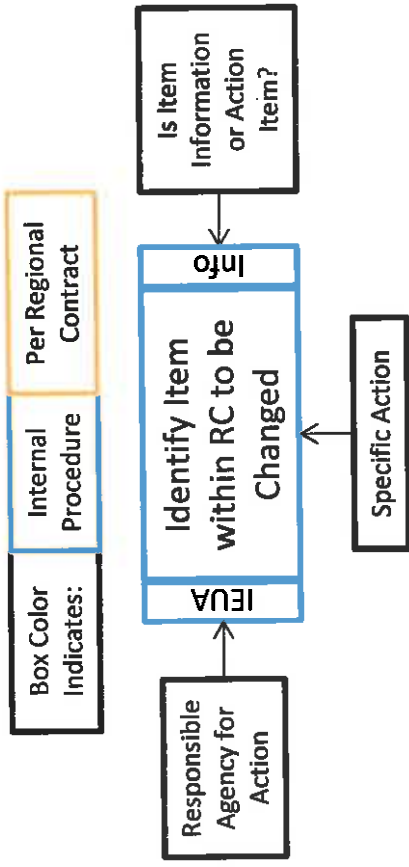 Box Color
Indicates:
Internal
Procedure
Per Regional
Contract
IEUA
Identify Item
within RC to be
Changed
Info
Responsible
Agency for
Action
Specific Action
Is Item
Information
or Action
Item?